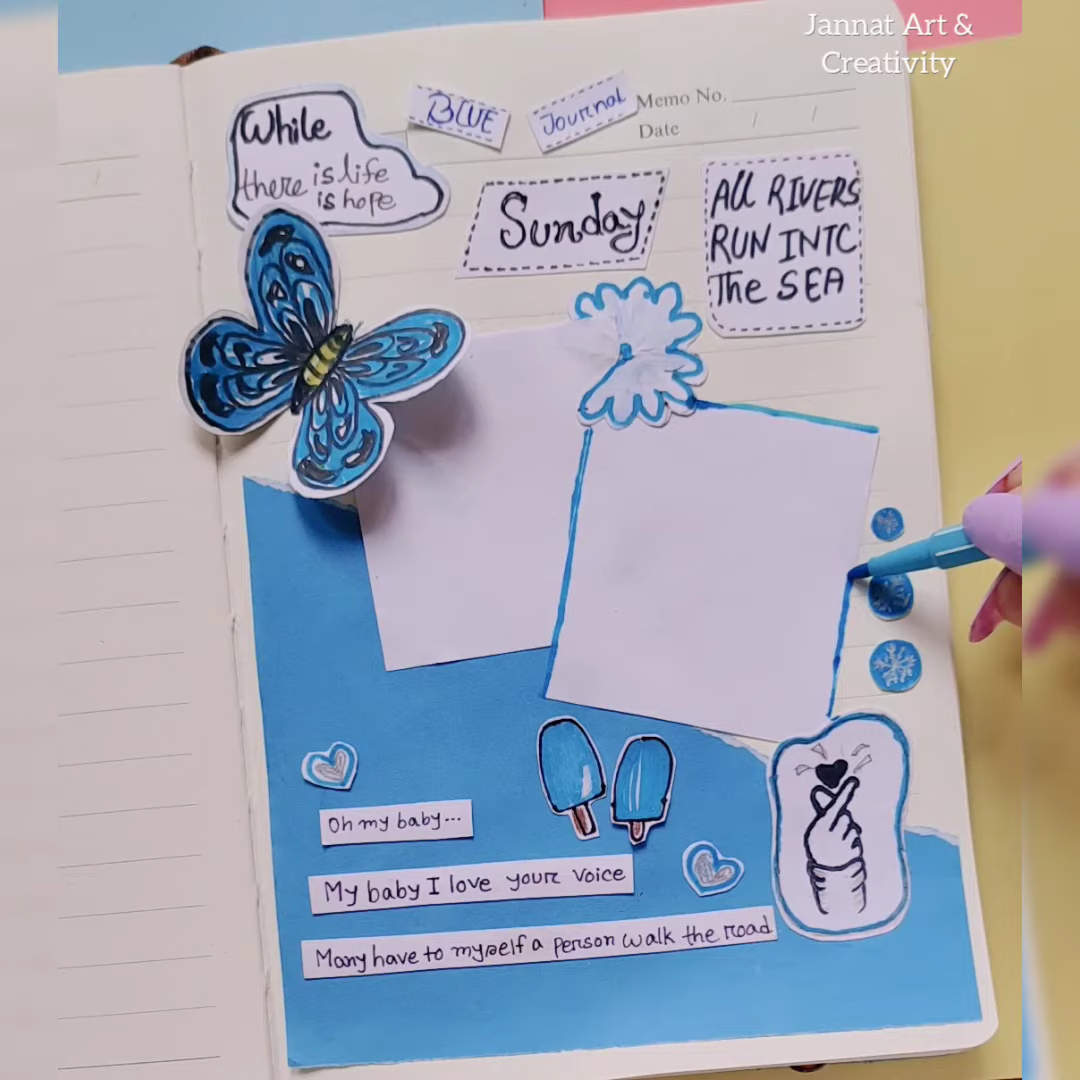 Jannat Art &
Creativity
While
there is life
is hope
BLUE
Journal
Memo No.
Date / /
Sunday
All RIVERS
RUN INTC
The SEA
Oh my baby...
My baby I love your voice
Many have to myself a person walk the road